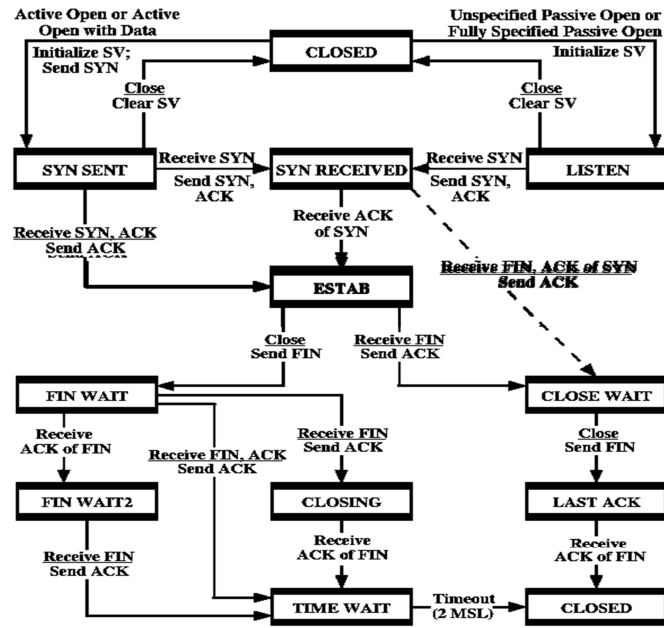 Active Open or Active
Open with Data
Unspecified Passive Open or
Fully Specified Passive Open
CLOSED
Initialize SV;
Send SYN
Initialize SV
Close
Clear SV
Close
Clear SV
SYN SENT
Receive SYN
Send SYN,
ACK
SYN RECEIVED
Receive SYN
Send SYN,
ACK
LISTEN
Receive SYN, ACK
Send ACK
Receive ACK
of SYN
Receive FIN, ACK of SYN
Send ACK
ESTAB
Close
Send FIN
Receive FIN
Send ACK
FIN WAIT
CLOSE WAIT
Receive
ACK of FIN
Receive FIN, ACK
Send ACK
Receive FIN
Send ACK
Close
Send FIN
FIN WAIT2
CLOSING
LAST ACK
Receive FIN
Send ACK
Receive
ACK of FIN
Receive
ACK of FIN
TIME WAIT
Timeout
(2 MSL)
CLOSED